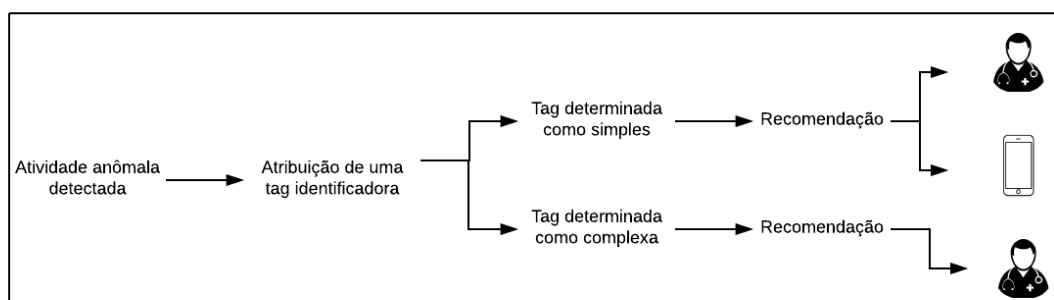 Atividade anômala
detectada
Atribuição de uma
tag identificadora
Tag determinada
como simples
Recomendação
Tag determinada
como complexa
Recomendação